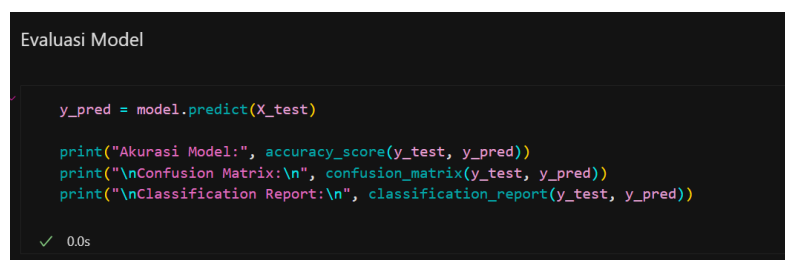 Evaluasi Model
y_pred = model.predict(X_test)
print("Akurasi Model:", accuracy_score(y_test, y_pred))
print("\nConfusion Matrix:\n", confusion_matrix(y_test, y_pred))
print("\nClassification Report:\n", classification_report(y_test, y_pred))
0.0s